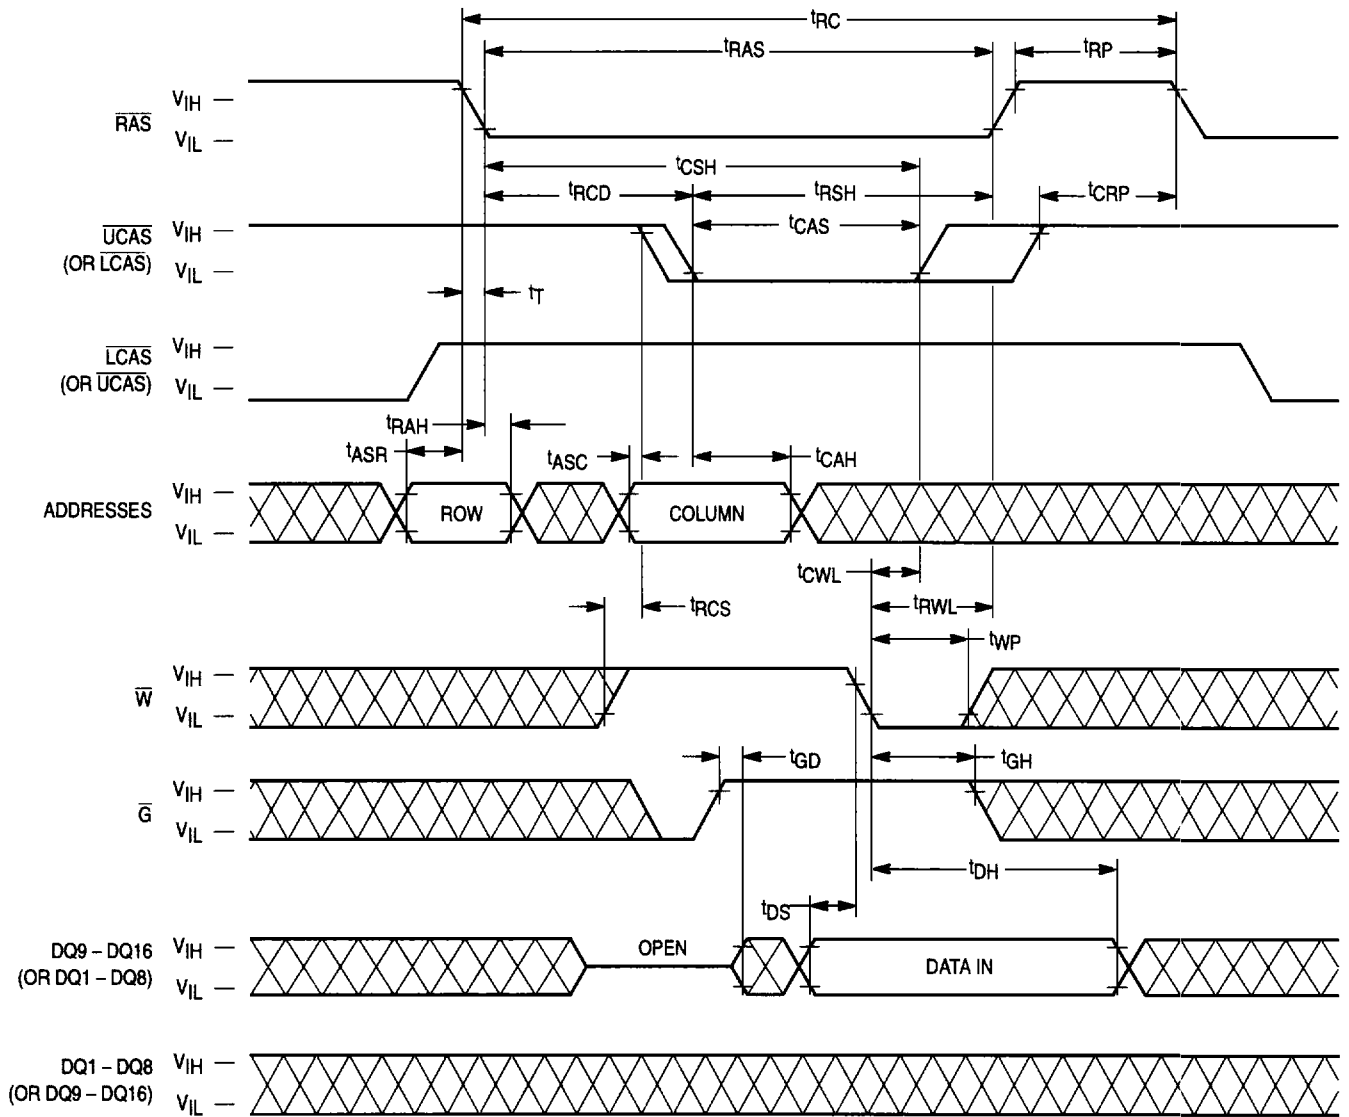 tRC
tRAS
tRP
RAS
VIH
VIL
tCSH
tRCD
tRSH
tCRP
UCAS
(OR LCAS)
VIH
VIL
tCAS
tT
LCAS
(OR UCAS)
VIH
VIL
tRAH
tASR
tASC
tCAH
ADDRESSES
VIH
VIL
ROW
COLUMN
tCWL
tRCS
tRWL
tWP
W
VIH
VIL
tGD
tGH
G
VIH
VIL
tDH
tDS
DQ9 – DQ16
(OR DQ1 – DQ8)
VIH
VIL
OPEN
DATA IN
DQ1 – DQ8
(OR DQ9 – DQ16)
VIH
VIL